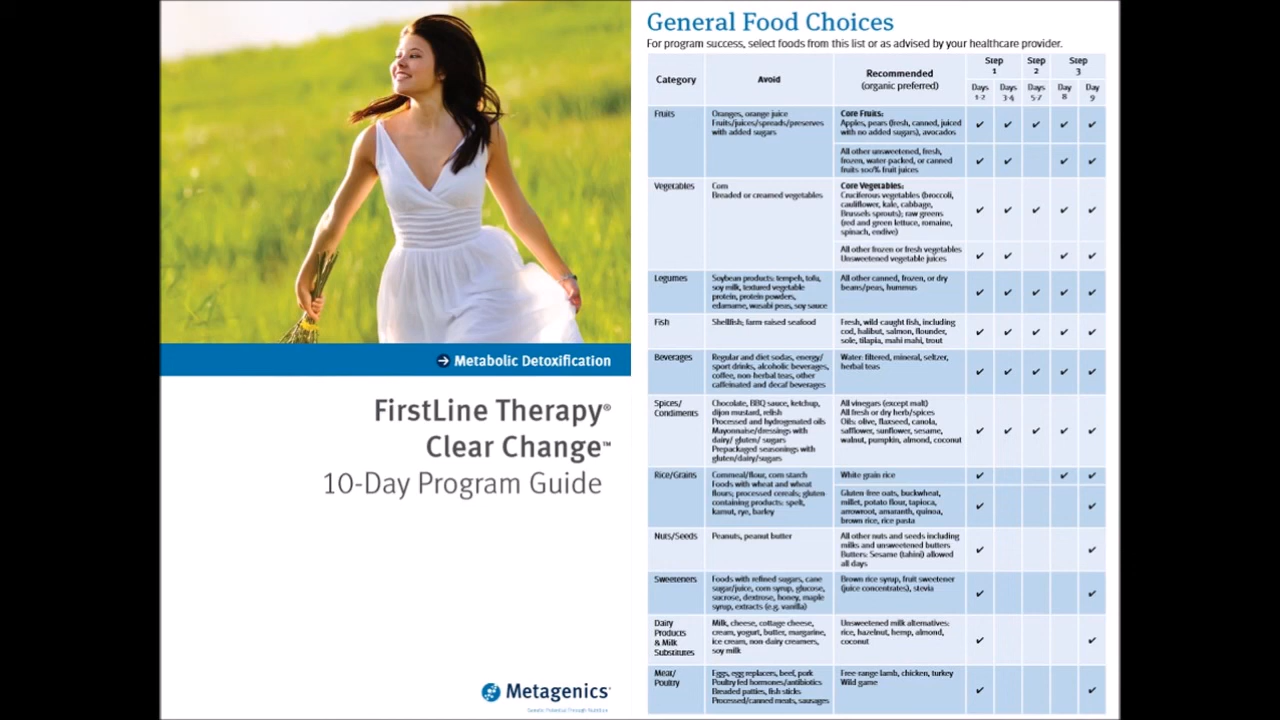 Metabolic Detoxification
FirstLine Therapy®
Clear Change™
10-Day Program Guide
Metagenics®
Genetic Potential Through Nutrition
General Food Choices
For program success, select foods from this list or as advised by your healthcare provider.
Category
Avoid
Recommended
(organic preferred)
Step
1
Step
2
Step
3
Days
1-2
Days
3-4
Days
5-7
Day
8
Day
9
Fruits
Oranges, orange juice
Fruits/juices/spreads/preserves
with added sugars
Core Fruits:
Apples, pears (fresh, canned, juiced
with no added sugars), avocados
✔ ✔ ✔ ✔ ✔
All other unsweetened, fresh,
frozen, water packed, or canned
fruits 100% fruit juices
✔ ✔ ✔ ✔
Vegetables
Corn
Breaded or creamed vegetables
Core Vegetables:
Cruciferous vegetables (broccoli,
cauliflower, kale, cabbage,
Brussels sprouts); raw greens
(red and green lettuce, romaine,
spinach, endive)
✔ ✔ ✔ ✔ ✔
All other frozen or fresh vegetables
Unsweetened vegetable juices
✔ ✔ ✔ ✔
Legumes
Soybean products: tempeh, tofu,
soy milk, textured vegetable
protein, protein powders,
edamame, wasabi peas, soy sauce
All other canned, frozen, or dry
beans/peas, hummus
✔ ✔ ✔ ✔ ✔
Fish
Shellfish; farm-raised seafood
Fresh, wild-caught fish, including
cod, halibut, salmon, flounder,
sole, tilapia, mahi mahi, trout
✔ ✔ ✔ ✔ ✔
Beverages
Regular and diet sodas, energy/
sport drinks, alcoholic beverages,
coffee, non-herbal teas, other
caffeinated and decaf beverages
Water: filtered, mineral, seltzer,
herbal teas
✔ ✔ ✔ ✔ ✔
Spices/
Condiments
Chocolate, BBQ sauce, ketchup,
dijon mustard, relish
Processed and hydrogenated oils
Mayonnaise/dressings with
dairy/ gluten/ sugars
Prepackaged seasonings with
gluten/dairy/sugars
All vinegars (except malt)
All fresh or dry herb/spices
Oils: olive, flaxseed, canola,
safflower, sunflower, sesame,
walnut, pumpkin, almond, coconut
✔ ✔ ✔ ✔ ✔
Rice/Grains
Cornmeal/flour, corn starch
Foods with wheat and wheat
flours; processed cereals; gluten-
containing products: spelt,
kamut, rye, barley
White grain rice
✔ ✔ ✔
Gluten-free oats, buckwheat,
millet, potato flour, tapioca,
arrowroot, amaranth, quinoa,
brown rice, rice pasta
✔ ✔
Nuts/Seeds
Peanuts, peanut butter
All other nuts and seeds including
milks and unsweetened butters
Butters: Sesame (tahini) allowed
all days
✔ ✔
Sweeteners
Foods with refined sugars, cane
sugar/juice, corn syrup, glucose,
sucrose, dextrose, honey, maple
syrup, extracts (e.g. vanilla)
Brown rice syrup, fruit sweetener
(juice concentrates), stevia
✔ ✔
Dairy
Products
& Milk
Substitutes
Milk, cheese, cottage cheese,
cream, yogurt, butter, margarine,
ice cream, non-dairy creamers,
soy milk
Unsweetened milk alternatives:
rice, hazelnut, hemp, almond,
coconut
✔ ✔
Meat/
Poultry
Eggs, egg replacers, beef, pork
Poultry fed hormones/antibiotics
Breaded patties, fish sticks
Processed/canned meats, sausages
Free-range lamb, chicken, turkey
Wild game
✔ ✔